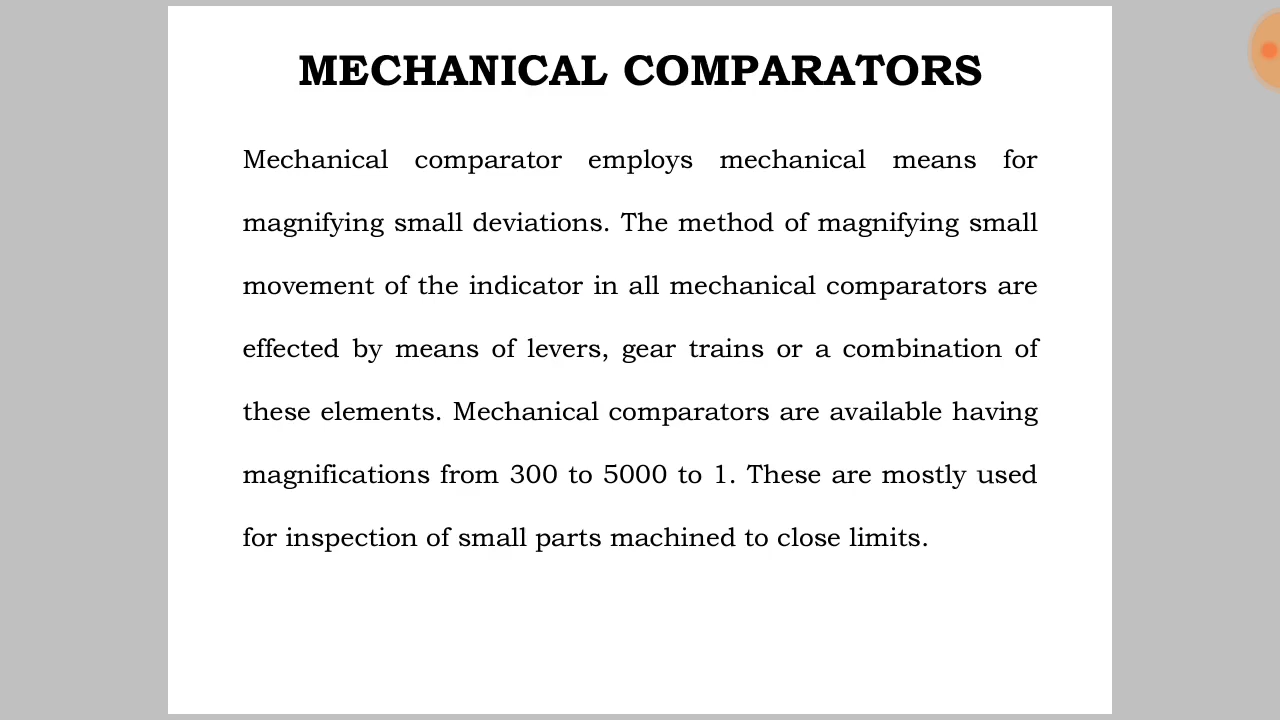 MECHANICAL COMPARATORS
Mechanical comparator employs mechanical means for
magnifying small deviations. The method of magnifying small
movement of the indicator in all mechanical comparators are
effected by means of levers, gear trains or a combination of
these elements. Mechanical comparators are available having
magnifications from 300 to 5000 to 1. These are mostly used
for inspection of small parts machined to close limits.